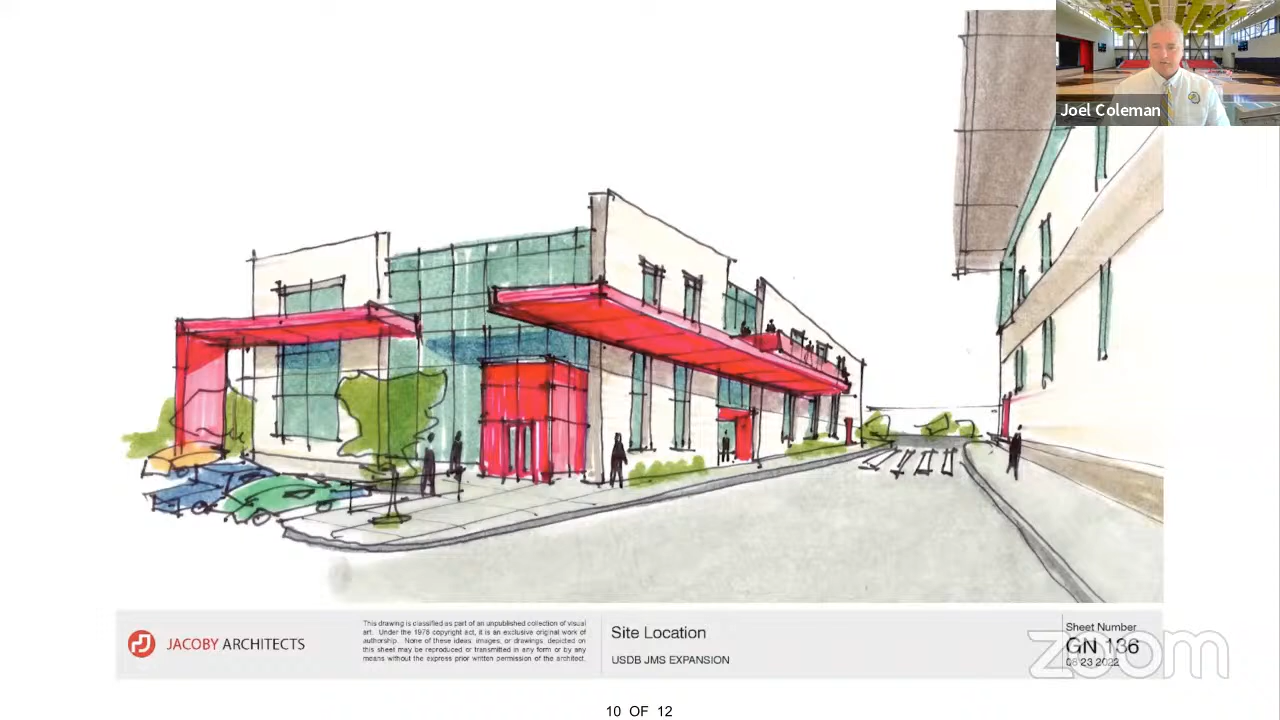 Joel Coleman
JACOBY ARCHITECTS
This drawing is classified as part of an unpublished collection of visual
art. Under the 1976 copyright act, it is an exclusive original work of
authorship. None of these ideas, images, or drawings, depicted on
this sheet may be reproduced or transmitted in any form or by any
means without the express prior written permission of the architect.
Site Location
USDB JMS EXPANSION
Sheet Number
GN 136
08 23 2022
zoom
10 OF 12